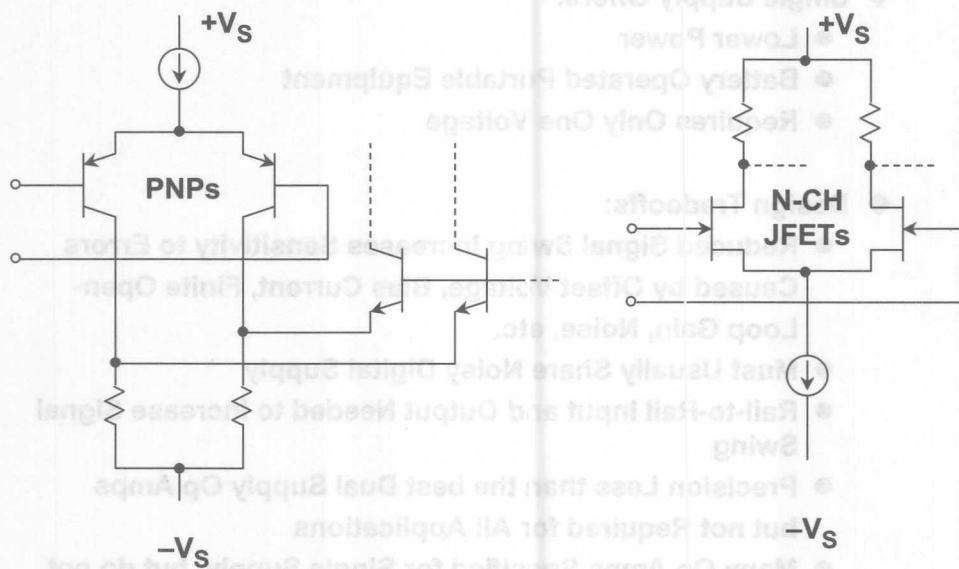 +V_S
PNPs
–V_S
+V_S
N-CH
JFETs
–V_S
Single Supply Offers:
● Lower Power
● Battery Operated Portable Equipment
● Requires Only One Voltage
◆ Design Tradeoffs:
● Reduced Signal Swing Increases Sensitivity to Errors
Caused by Offset Voltage, Bias Current, Finite Open-
Loop Gain, Noise, etc.
● Must Usually Share Noisy Digital Supply
● Rail-to-Rail Input and Output Needed to Increase Signal
Swing
● Precision Less than the best Dual Supply Op Amps
but not Required for All Applications
● Many Op Amps Specified for Single Supply, but do not